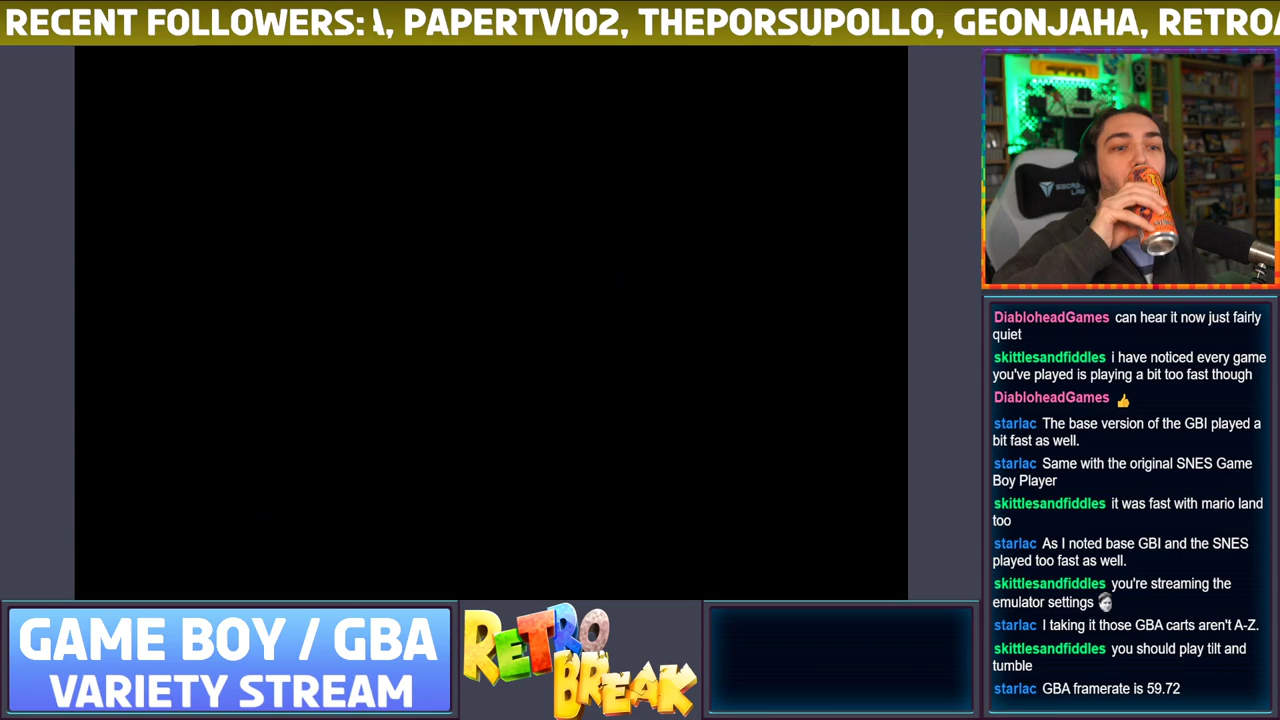 RECENT FOLLOWERS: A, PAPERTV102, THEPORSUPOLLO, GEONJAHA, RETROA
DiabloheadGames can hear it now just fairly
quiet
skittlesandfiddles i have noticed every game
you've played is playing a bit too fast though
DiabloheadGames 👍
starlac The base version of the GBI played a
bit fast as well.
starlac Same with the original SNES Game
Boy Player
skittlesandfiddles it was fast with mario land
too
starlac As I noted base GBI and the SNES
played too fast as well.
skittlesandfiddles you're streaming the
emulator settings
starlac I taking it those GBA carts aren't A-Z.
skittlesandfiddles you should play tilt and
tumble
starlac GBA framerate is 59.72
GAME BOY / GBA
VARIETY STREAM
RETRO
BREAK